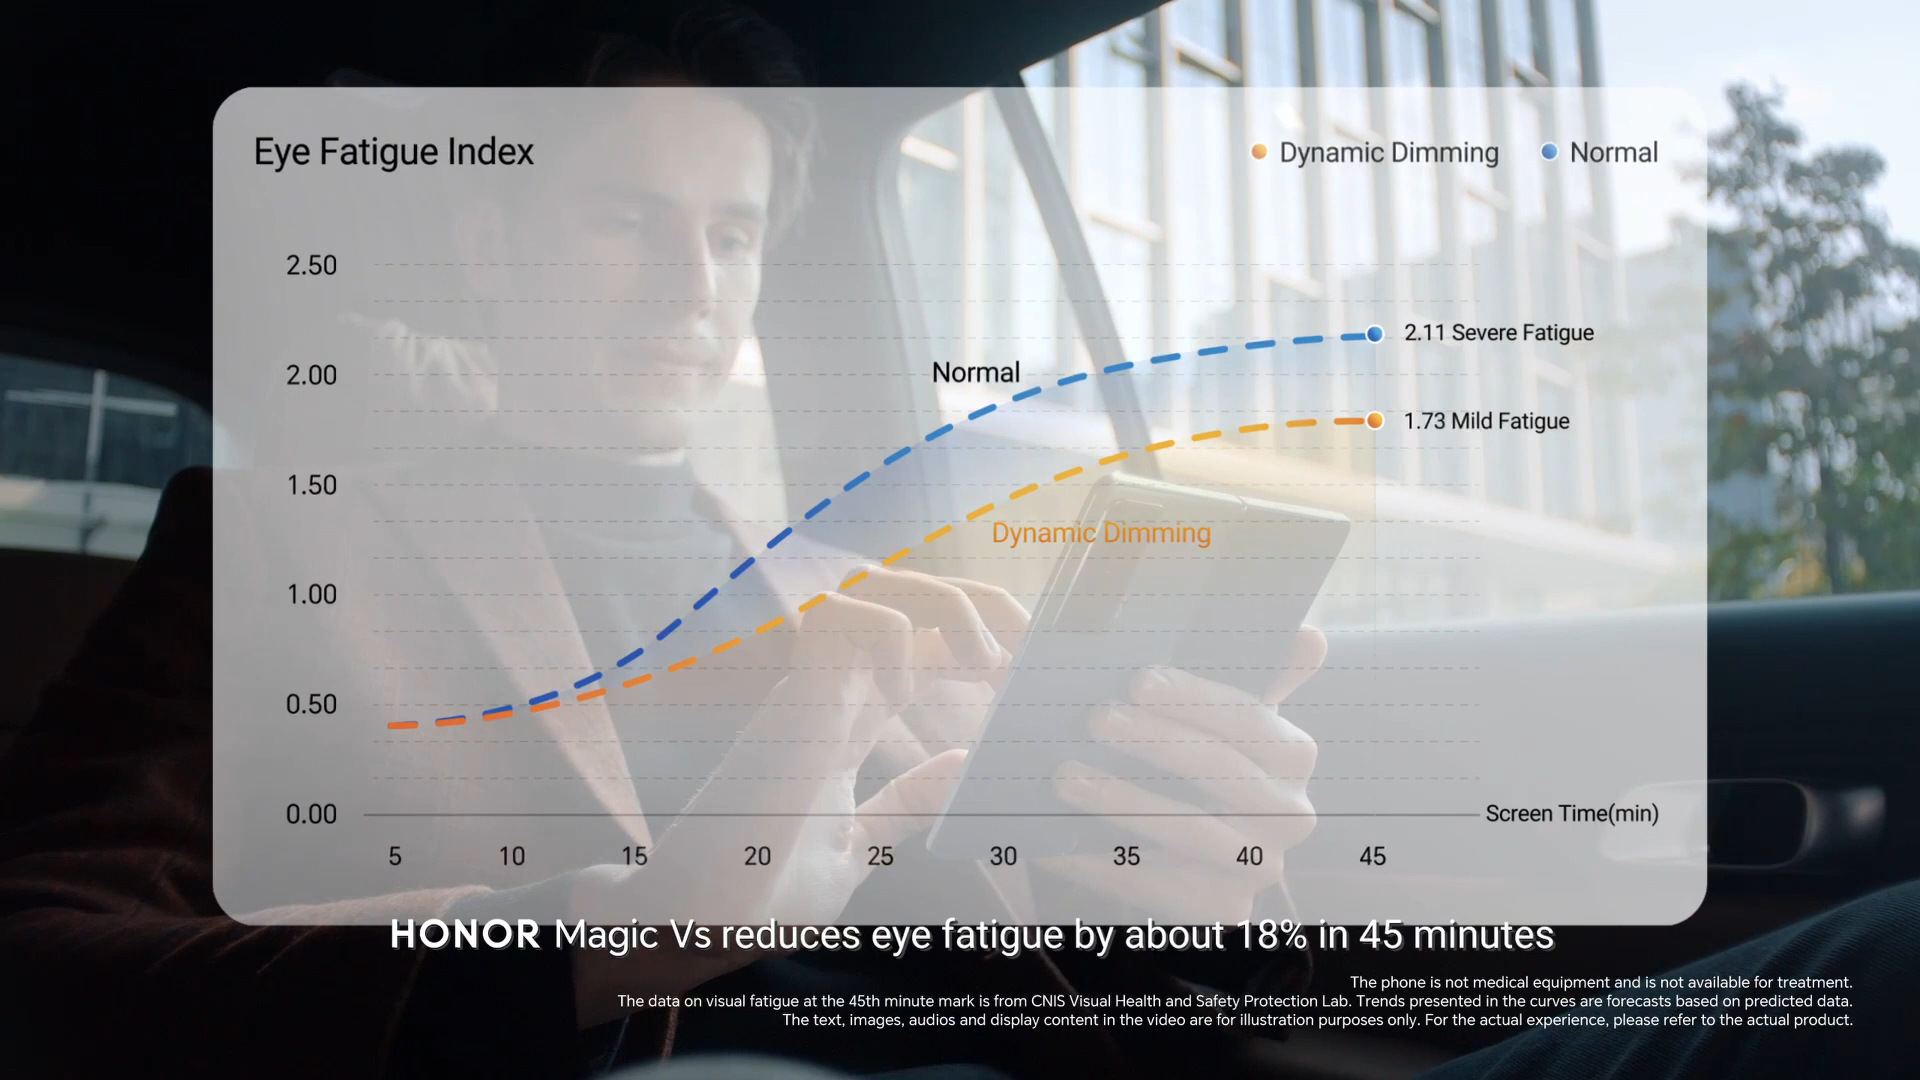 Eye Fatigue Index
Dynamic Dimming
Normal
2.50
2.00
1.50
1.00
0.50
0.00
Normal
Dynamic Dimming
2.11 Severe Fatigue
1.73 Mild Fatigue
Screen Time(min)
5 10 15 20 25 30 35 40 45
HONOR Magic Vs reduces eye fatigue by about 18% in 45 minutes
The phone is not medical equipment and is not available for treatment.
The data on visual fatigue at the 45th minute mark is from CNIS Visual Health and Safety Protection Lab. Trends presented in the curves are forecasts based on predicted data.
The text, images, audios and display content in the video are for illustration purposes only. For the actual experience, please refer to the actual product.